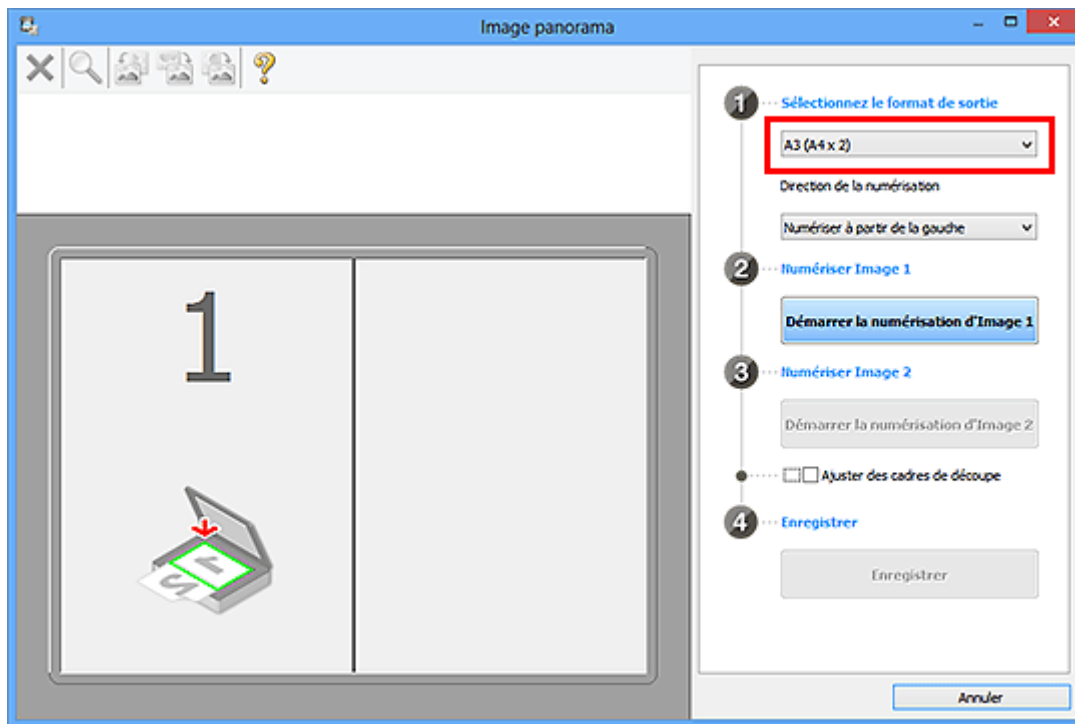 Image panorama
1
Sélectionnez le format de sortie
A3 (A4 x 2)
Direction de la numérisation
Numériser à partir de la gauche
2
Numériser Image 1
Démarrer la numérisation d'Image 1
3
Numériser Image 2
Démarrer la numérisation d'Image 2
Ajuster des cadres de découpe
4
Enregistrer
Enregistrer
Annuler
1
1
2